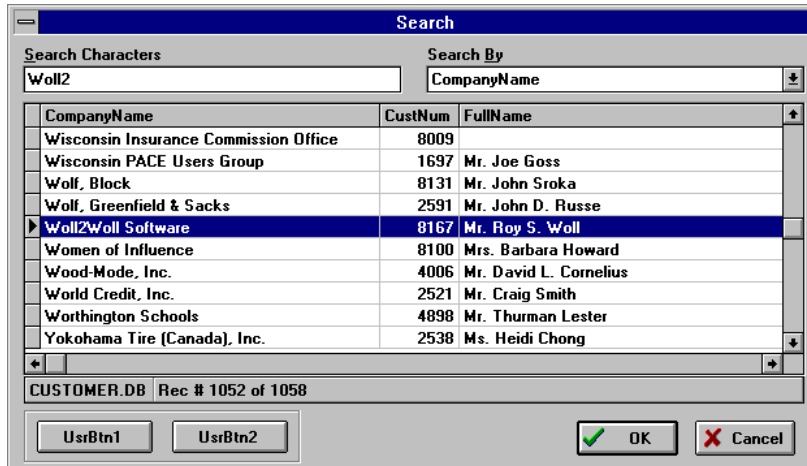 Search
Search Characters Search By
Woll2 CompanyName
CompanyName CustNum FullName
Wisconsin Insurance Commission Office 8009
Wisconsin PACE Users Group 1697 Mr. Joe Goss
Wolf, Block 8131 Mr. John Sroka
Wolf, Greenfield & Sacks 2591 Mr. John D. Russe
Woll2Woll Software 8167 Mr. Roy S. Woll
Women of Influence 8100 Mrs. Barbara Howard
Wood-Mode, Inc. 4006 Mr. David L. Cornelius
World Credit, Inc. 2521 Mr. Craig Smith
Worthington Schools 4898 Mr. Thurman Lester
Yokohama Tire (Canada), Inc. 2538 Ms. Heidi Chong
CUSTOMER.DB Rec # 1052 of 1058
UsrBtn1 UsrBtn2 OK Cancel